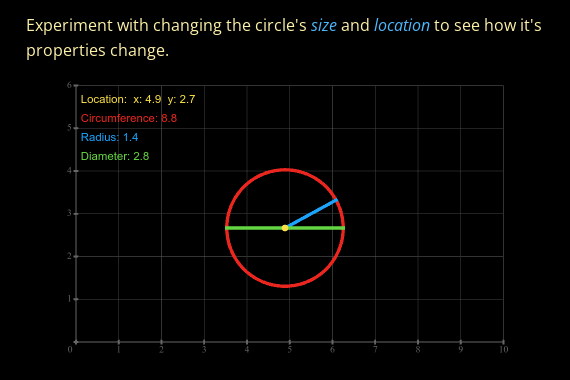 Experiment with changing the circle's size and location to see how it's
properties change.
6
Location:  x: 4.9  y: 2.7
Circumference: 8.8
5
Radius: 1.4
Diameter: 2.8
4
3
2
1
0 1 2 3 4 5 6 7 8 9 10